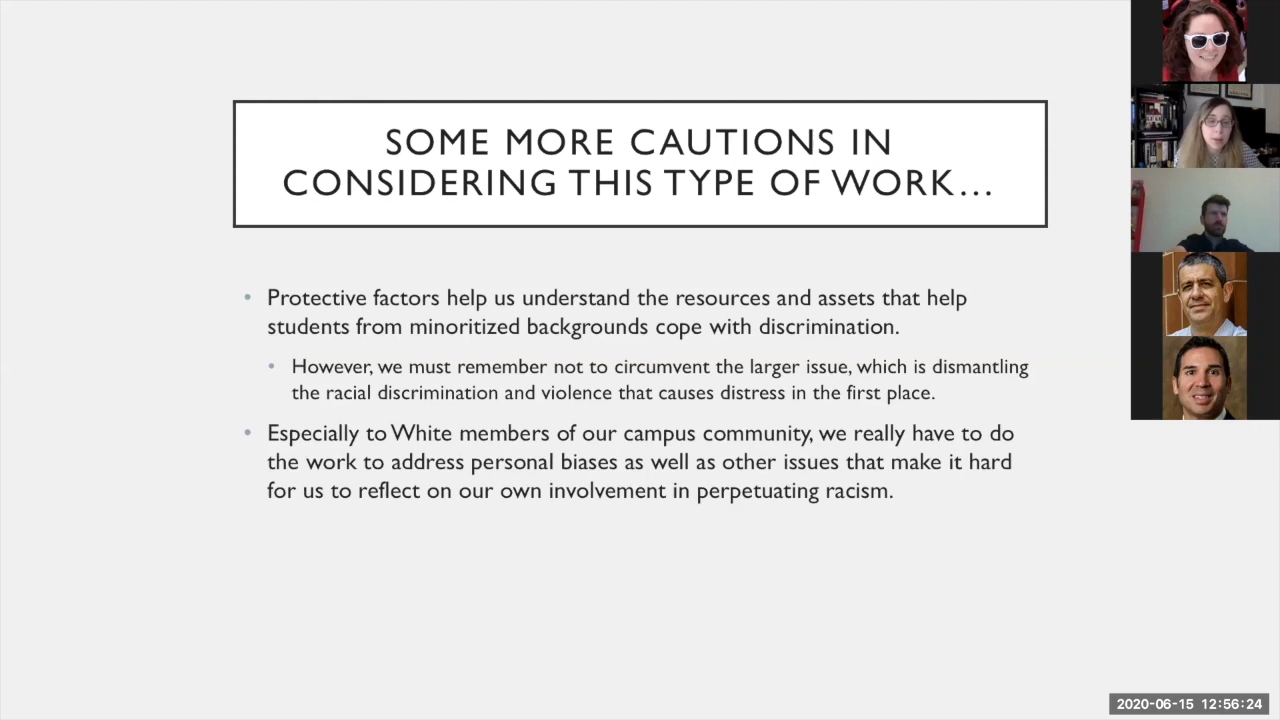 SOME MORE CAUTIONS IN
CONSIDERING THIS TYPE OF WORK…
• Protective factors help us understand the resources and assets that help
students from minoritized backgrounds cope with discrimination.
• However, we must remember not to circumvent the larger issue, which is dismantling
the racial discrimination and violence that causes distress in the first place.
• Especially to White members of our campus community, we really have to do
the work to address personal biases as well as other issues that make it hard
for us to reflect on our own involvement in perpetuating racism.
2020-06-15 12:56:24